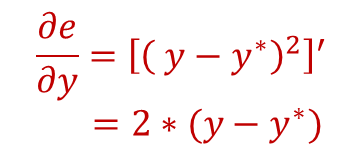 ∂e/∂y = [( y − y*)²]′
= 2 * (y − y*)